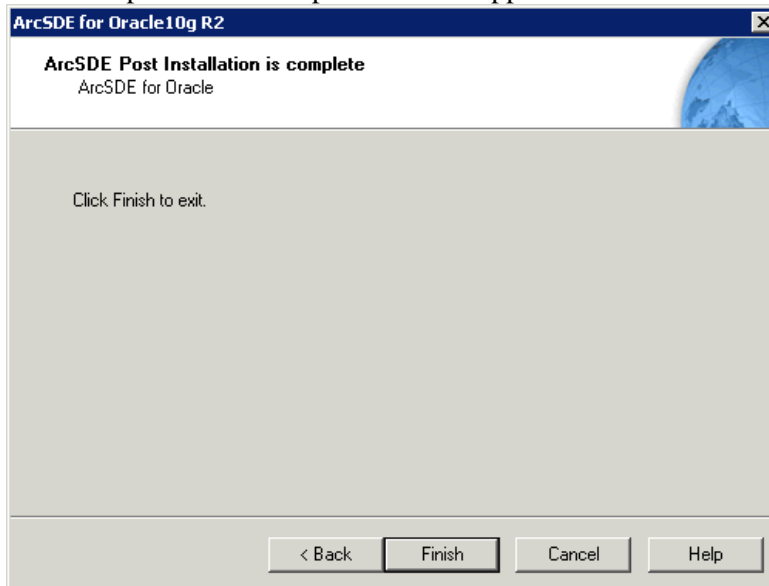 ArcSDE for Oracle10g R2
ArcSDE Post Installation is complete
ArcSDE for Oracle
Click Finish to exit.
< Back Finish Cancel Help